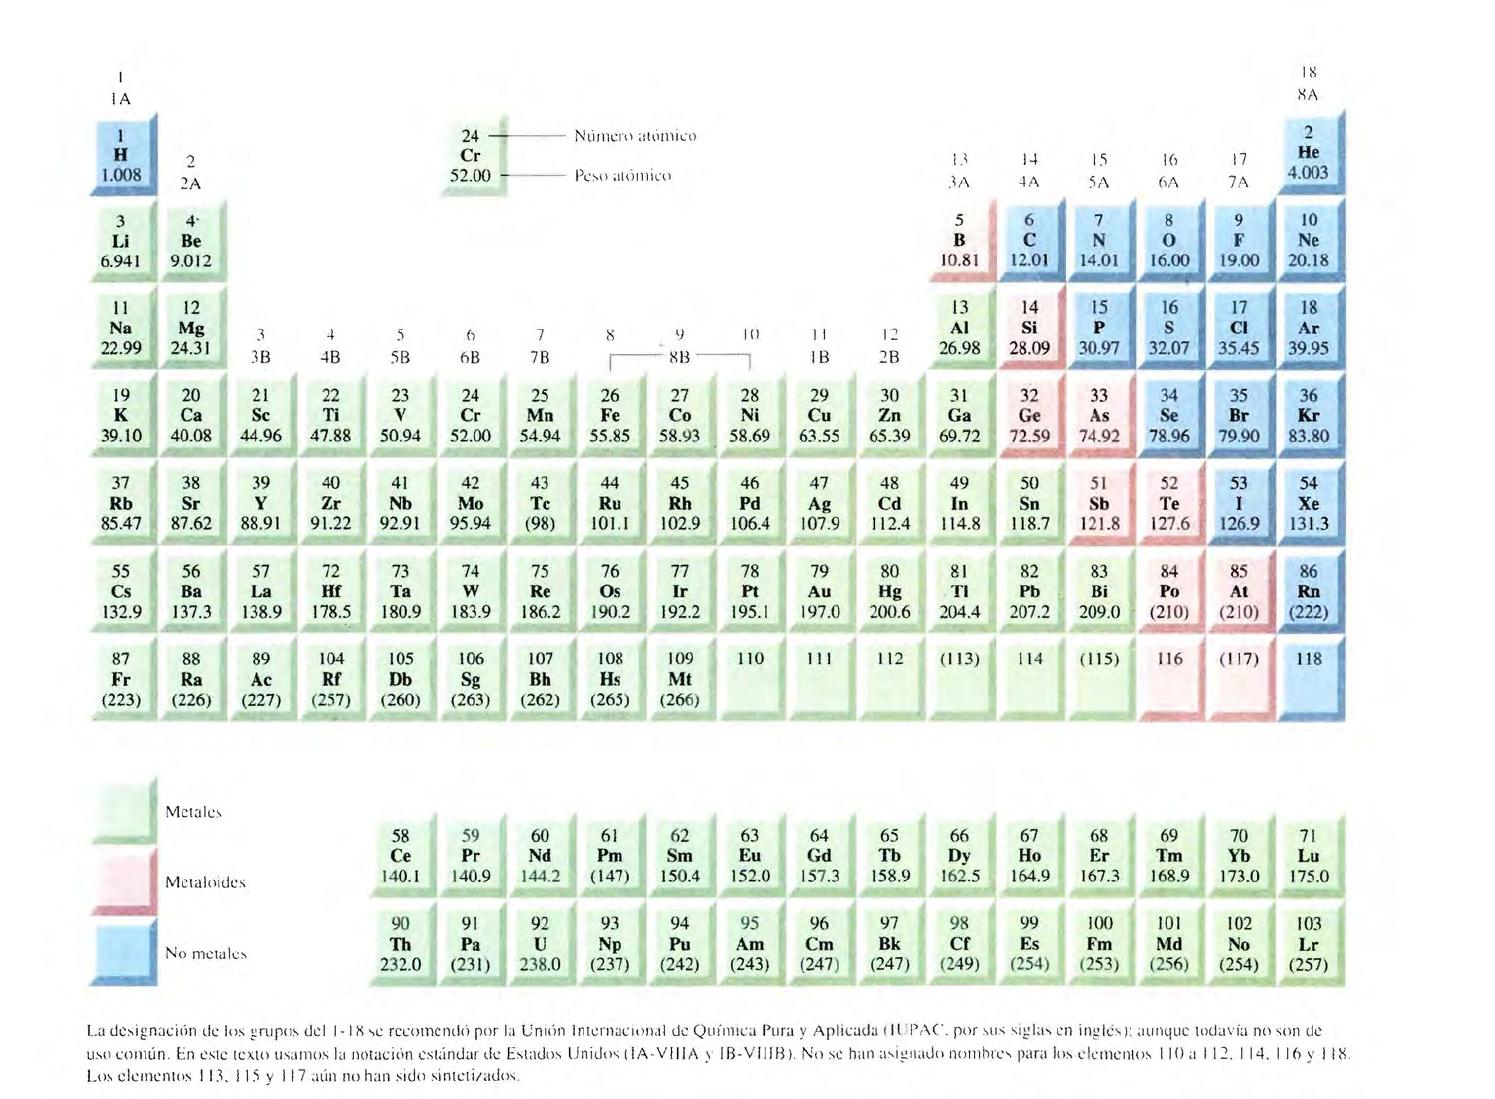 1 18
1A 8A
1 24 Número atómico 2
H 2 Cr 13 14 15 16 17 He
1.008 2A 52.00 Peso atómico 3A 4A 5A 6A 7A 4.003
3 4 5 6 7 8 9 10
Li Be B C N O F Ne
6.941 9.012 10.81 12.01 14.01 16.00 19.00 20.18
11 12 13 14 15 16 17 18
Na Mg 3 4 5 6 7 8 9 10 11 12 Al Si P S Cl Ar
22.99 24.31 3B 4B 5B 6B 7B 8B 1B 2B 26.98 28.09 30.97 32.07 35.45 39.95
19 20 21 22 23 24 25 26 27 28 29 30 31 32 33 34 35 36
K Ca Sc Ti V Cr Mn Fe Co Ni Cu Zn Ga Ge As Se Br Kr
39.10 40.08 44.96 47.88 50.94 52.00 54.94 55.85 58.93 58.69 63.55 65.39 69.72 72.59 74.92 78.96 79.90 83.80
37 38 39 40 41 42 43 44 45 46 47 48 49 50 51 52 53 54
Rb Sr Y Zr Nb Mo Tc Ru Rh Pd Ag Cd In Sn Sb Te I Xe
85.47 87.62 88.91 91.22 92.91 95.94 (98) 101.1 102.9 106.4 107.9 112.4 114.8 118.7 121.8 127.6 126.9 131.3
55 56 57 72 73 74 75 76 77 78 79 80 81 82 83 84 85 86
Cs Ba La Hf Ta W Re Os Ir Pt Au Hg Tl Pb Bi Po At Rn
132.9 137.3 138.9 178.5 180.9 183.9 186.2 190.2 192.2 195.1 197.0 200.6 204.4 207.2 209.0 (210) (210) (222)
87 88 89 104 105 106 107 108 109 110 111 112 (113) 114 (115) 116 (117) 118
Fr Ra Ac Rf Db Sg Bh Hs Mt
(223) (226) (227) (257) (260) (263) (262) (265) (266)
Metales
58 59 60 61 62 63 64 65 66 67 68 69 70 71
Ce Pr Nd Pm Sm Eu Gd Tb Dy Ho Er Tm Yb Lu
140.1 140.9 144.2 (147) 150.4 152.0 157.3 158.9 162.5 164.9 167.3 168.9 173.0 175.0
Metaloides
90 91 92 93 94 95 96 97 98 99 100 101 102 103
Th Pa U Np Pu Am Cm Bk Cf Es Fm Md No Lr
232.0 (231) 238.0 (237) (242) (243) (247) (247) (249) (254) (253) (256) (254) (257)
No metales
La designación de los grupos del 1-18 se recomendó por la Unión Internacional de Química Pura y Aplicada (IUPAC, por sus siglas en inglés); aunque todavía no son de
uso común. En este texto usamos la notación estándar de Estados Unidos (IA-VIIIA y IB-VIIIB). No se han asignado nombres para los elementos 110 a 112, 114, 116 y 118.
Los elementos 113, 115 y 117 aún no han sido sintetizados.